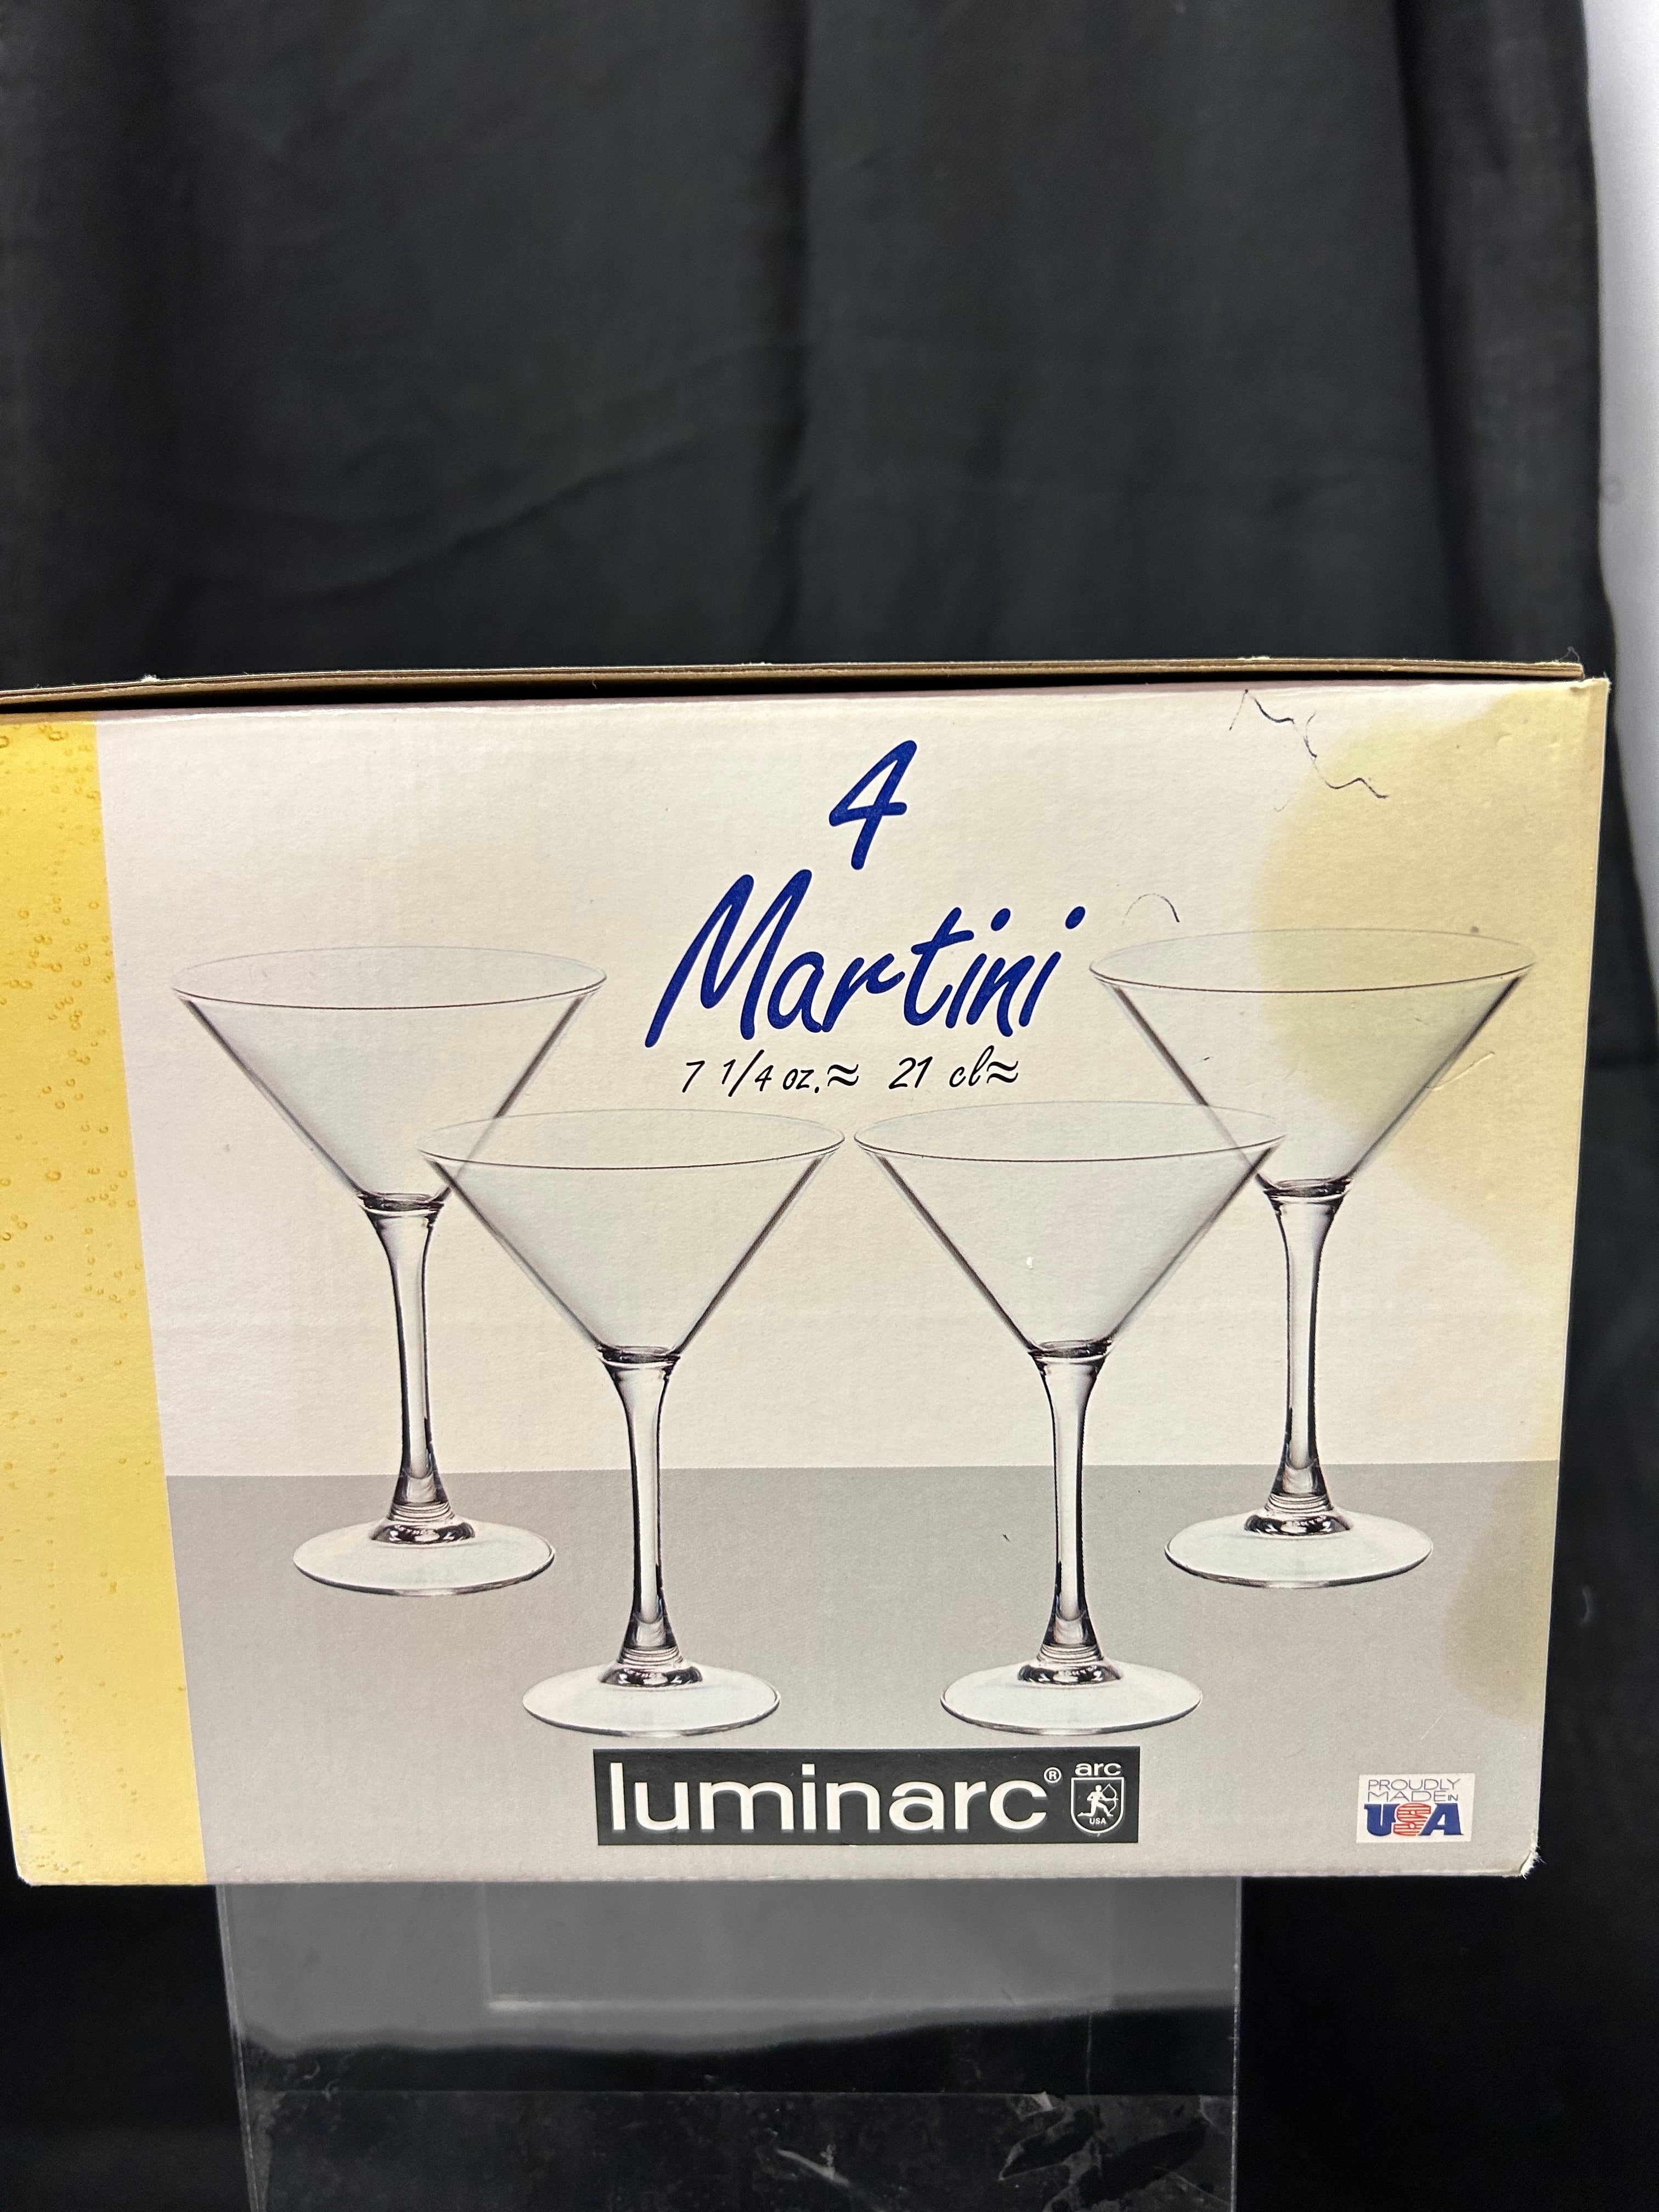 4
Martini
7 1/4 oz.≈ 21 cl≈
luminarc® arc
USA
PROUDLY
MADE IN
USA